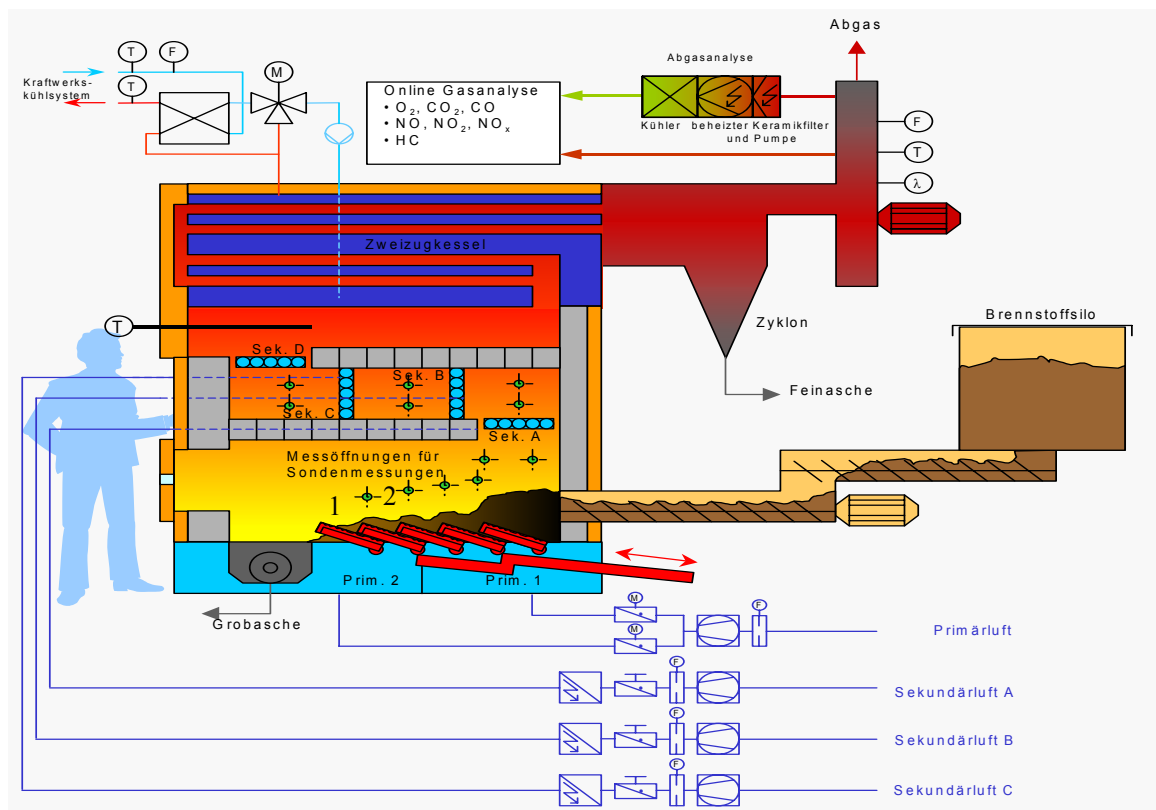 Abgas
Kraftwerks-
kühlsystem
T
F
T
M
Online Gasanalyse
• O₂, CO₂, CO
• NO, NO₂, NOₓ
• HC
Abgasanalyse
Kühler
beheizter Keramikfilter
und Pumpe
F
T
λ
Zweizugkessel
T
Zyklon
Feinasche
Brennstoffsilo
Sek. D
Sek. B
Sek. C
Sek. A
Messöffnungen für
Sondenmessungen
1
2
Prim. 2
Prim. 1
Grobasche
M
M
F
Primärluft
F
Sekundärluft A
F
Sekundärluft B
F
Sekundärluft C